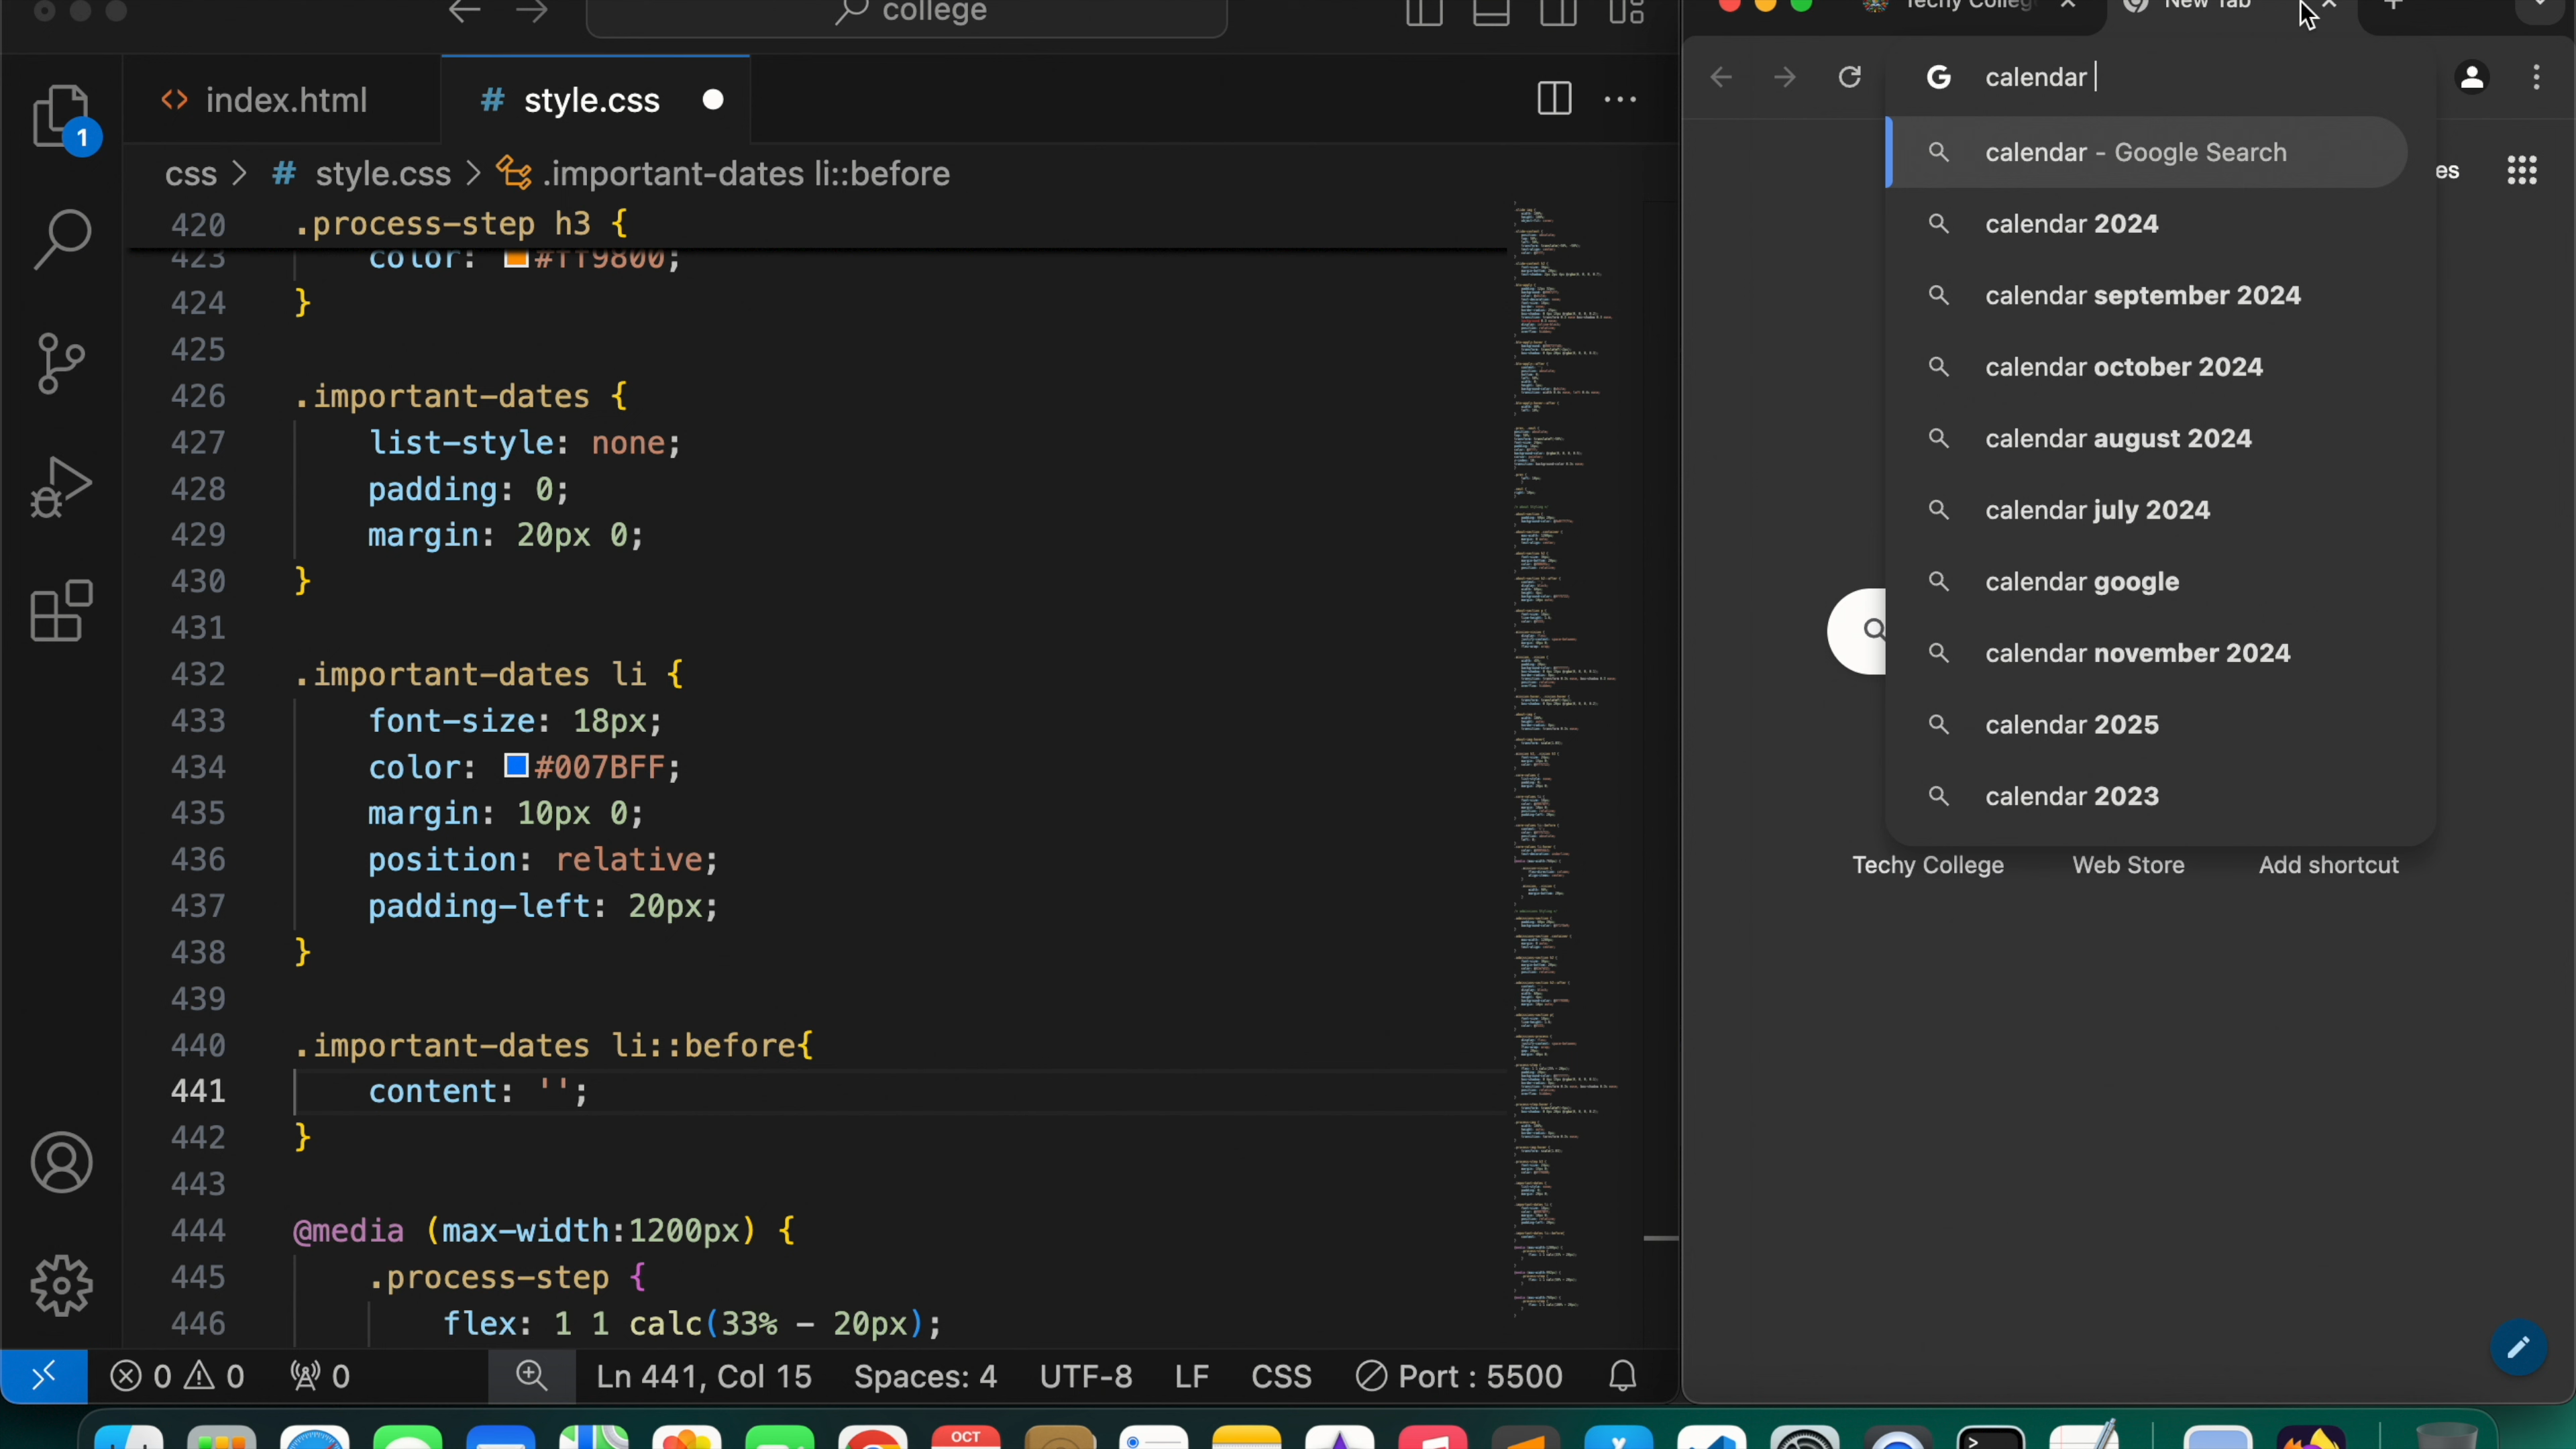 college
Techy Colleg
New Tab
index.html
# style.css
css > # style.css > .important-dates li::before
420 .process-step h3 {
423 color: #ff9800;
424 }
425
426 .important-dates {
427 list-style: none;
428 padding: 0;
429 margin: 20px 0;
430 }
431
432 .important-dates li {
433 font-size: 18px;
434 color: #007BFF;
435 margin: 10px 0;
436 position: relative;
437 padding-left: 20px;
438 }
439
440 .important-dates li::before{
441 content: '';
442 }
443
444 @media (max-width:1200px) {
445 .process-step {
446 flex: 1 1 calc(33% - 20px);
1
0 0 0
Ln 441, Col 15 Spaces: 4 UTF-8 LF CSS Port : 5500
calendar
calendar - Google Search
es
calendar 2024
calendar september 2024
calendar october 2024
calendar august 2024
calendar july 2024
calendar google
calendar november 2024
calendar 2025
calendar 2023
Techy College Web Store Add shortcut
OCT